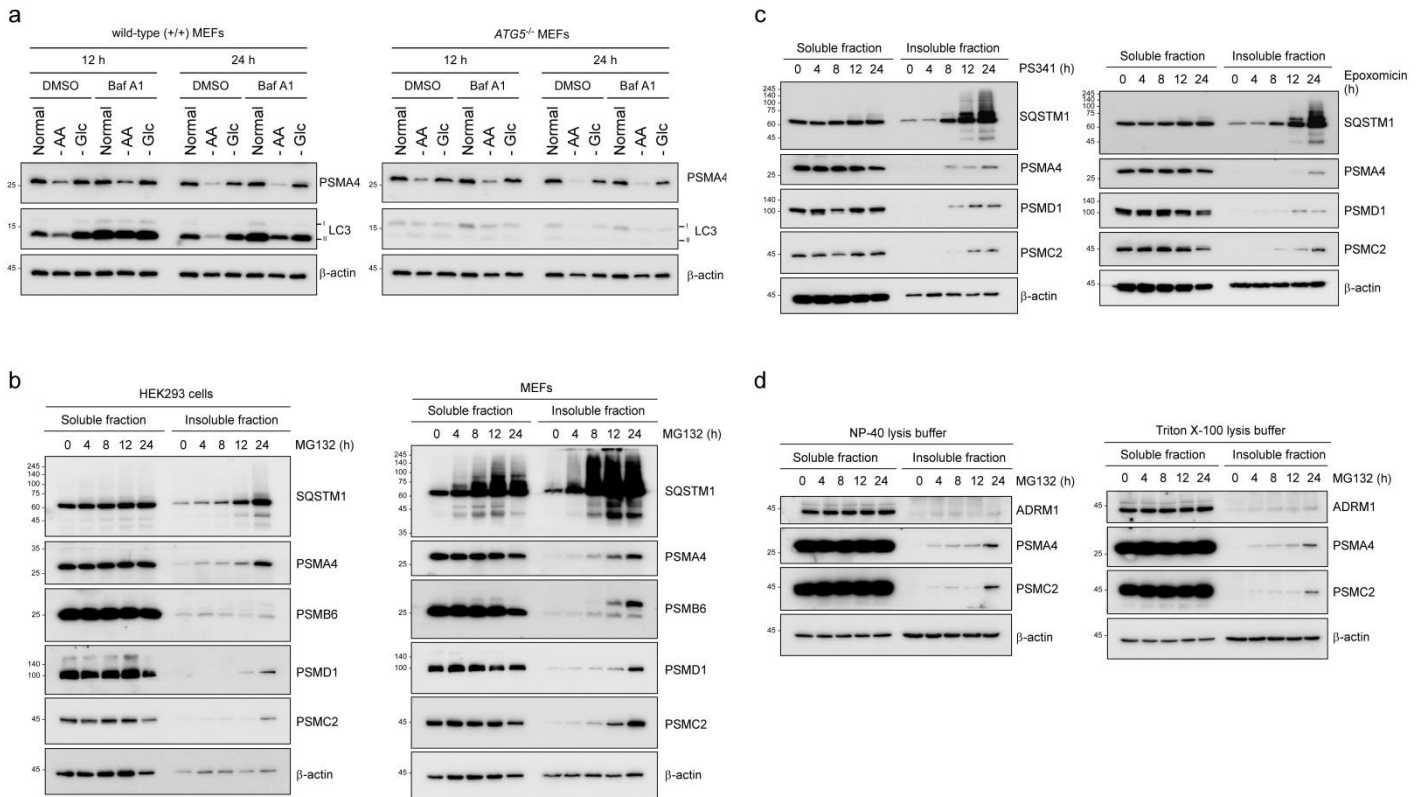 a
wild-type (+/+) MEFs
12 h 24 h
DMSO Baf A1 DMSO Baf A1
Normal - AA - Glc Normal - AA - Glc Normal - AA - Glc Normal - AA - Glc
25 PSMA4
15 I II LC3
45 β-actin
ATG5-/- MEFs
12 h 24 h
DMSO Baf A1 DMSO Baf A1
Normal - AA - Glc Normal - AA - Glc Normal - AA - Glc Normal - AA - Glc
25 PSMA4
15 I II LC3
45 β-actin
b
HEK293 cells
Soluble fraction Insoluble fraction
0 4 8 12 24 0 4 8 12 24 MG132 (h)
245
140
100
75
60
45
SQSTM1
35
25
PSMA4
25 PSMB6
140
100
PSMD1
45 PSMC2
45 β-actin
MEFs
Soluble fraction Insoluble fraction
0 4 8 12 24 0 4 8 12 24 MG132 (h)
245
180
140
100
75
60
45
35
SQSTM1
25 PSMA4
25 PSMB6
140
100
PSMD1
45 PSMC2
45 β-actin
c
Soluble fraction Insoluble fraction
0 4 8 12 24 0 4 8 12 24 PS341 (h)
245
140
100
75
60
45
SQSTM1
25 PSMA4
140
100
PSMD1
45 PSMC2
45 β-actin
Soluble fraction Insoluble fraction
0 4 8 12 24 0 4 8 12 24 Epoxomicin
(h)
245
140
100
75
60
45
SQSTM1
25 PSMA4
140
100
PSMD1
45 PSMC2
45 β-actin
d
NP-40 lysis buffer
Soluble fraction Insoluble fraction
0 4 8 12 24 0 4 8 12 24 MG132 (h)
45 ADRM1
25 PSMA4
45 PSMC2
45 β-actin
Triton X-100 lysis buffer
Soluble fraction Insoluble fraction
0 4 8 12 24 0 4 8 12 24 MG132 (h)
45 ADRM1
25 PSMA4
45 PSMC2
45 β-actin